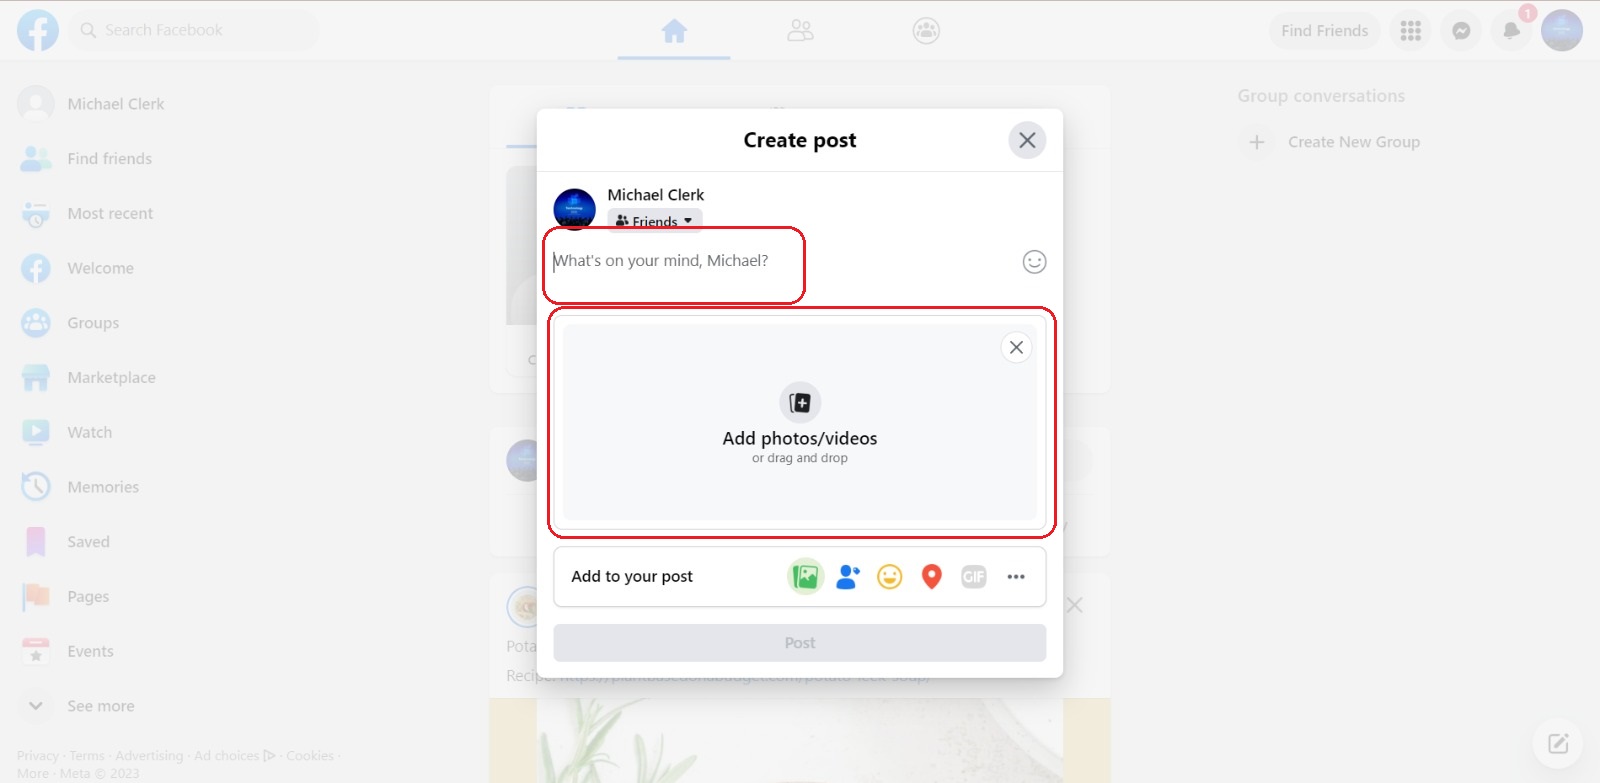 Search Facebook
Find Friends
1
Michael Clerk
Find friends
Most recent
Welcome
Groups
Marketplace
Watch
Memories
Saved
Pages
Events
See more
Privacy · Terms · Advertising · Ad choices · Cookies ·
More · Meta © 2023
Create post
Michael Clerk
Friends
What's on your mind, Michael?
Add photos/videos
or drag and drop
Add to your post
GIF
Post
Group conversations
Create New Group